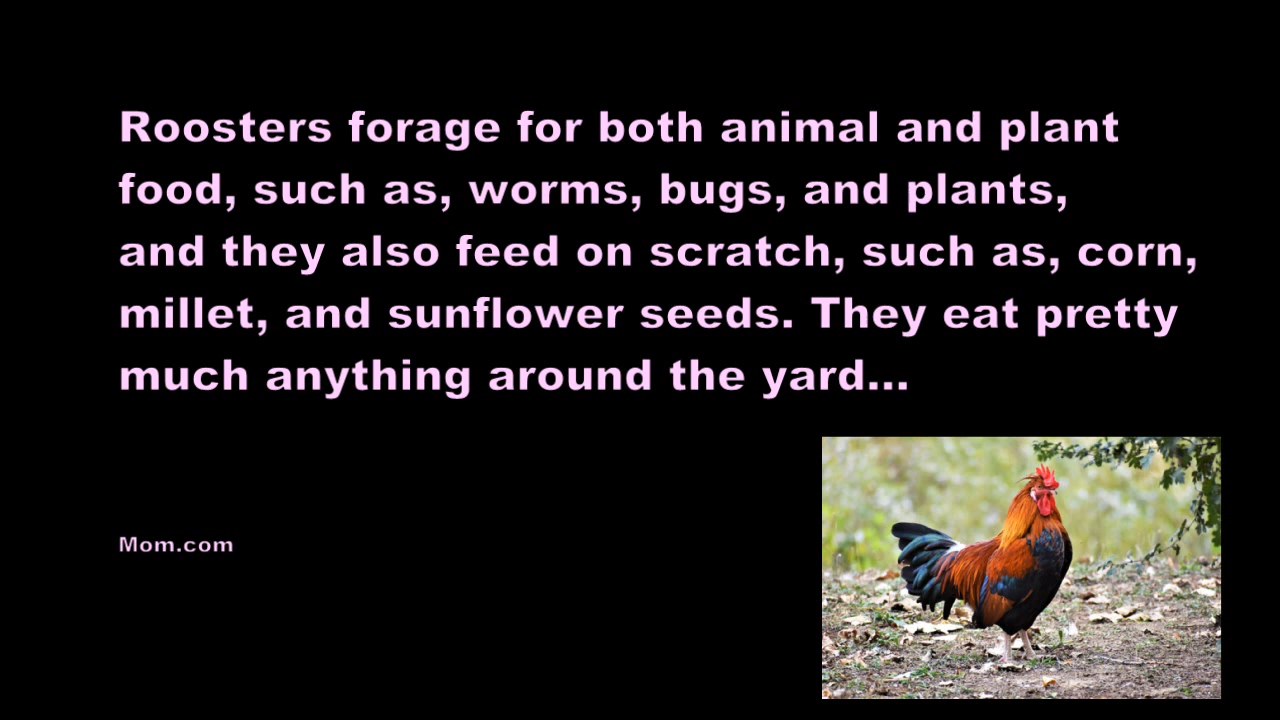 Roosters forage for both animal and plant
food, such as, worms, bugs, and plants,
and they also feed on scratch, such as, corn,
millet, and sunflower seeds. They eat pretty
much anything around the yard...
Mom.com